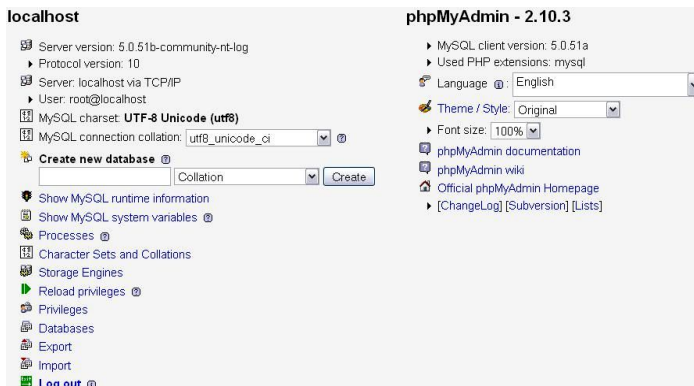 localhost
Server version: 5.0.51b-community-nt-log
Protocol version: 10
Server: localhost via TCP/IP
User: root@localhost
MySQL charset: UTF-8 Unicode (utf8)
MySQL connection collation: utf8_unicode_ci
Create new database
Collation Create
Show MySQL runtime information
Show MySQL system variables
Processes
Character Sets and Collations
Storage Engines
Reload privileges
Privileges
Databases
Export
Import
Log out
phpMyAdmin - 2.10.3
MySQL client version: 5.0.51a
Used PHP extensions: mysql
Language : English
Theme / Style: Original
Font size: 100%
phpMyAdmin documentation
phpMyAdmin wiki
Official phpMyAdmin Homepage
[ChangeLog] [Subversion] [Lists]